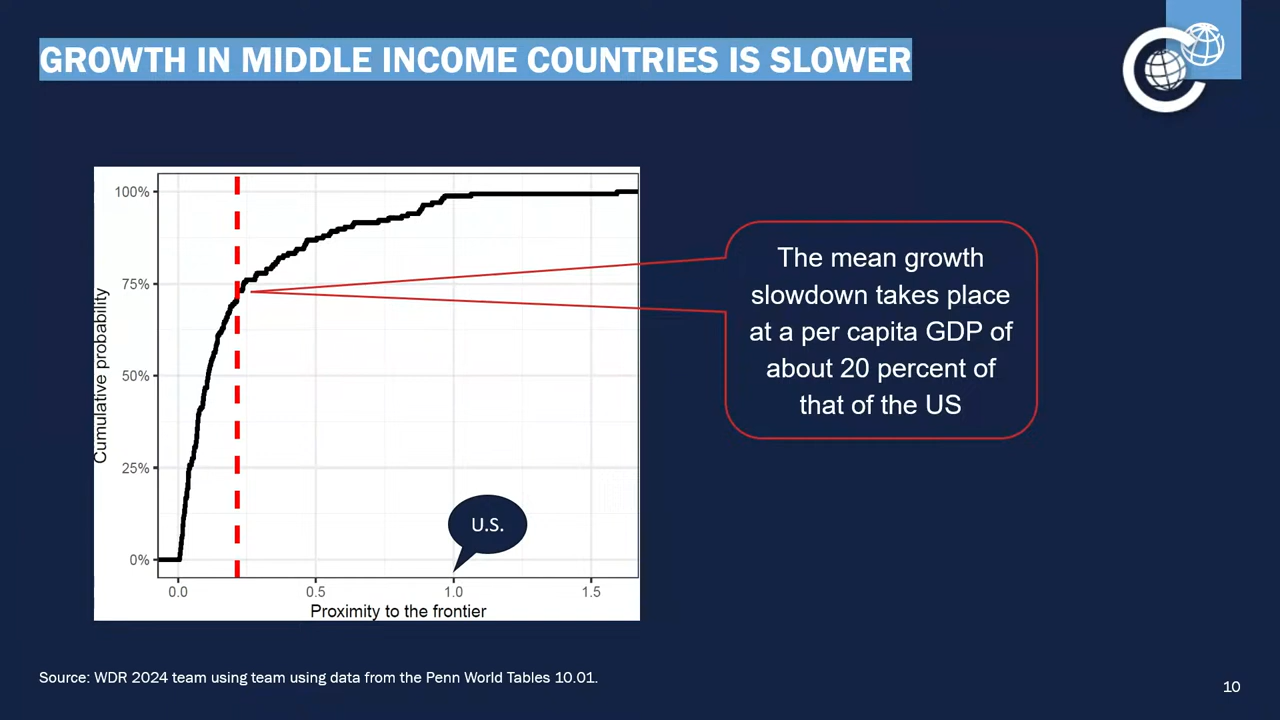 GROWTH IN MIDDLE INCOME COUNTRIES IS SLOWER
100%
75%
50%
25%
0%
Cumulative probability
0.0
0.5
1.0
1.5
Proximity to the frontier
U.S.
The mean growth
slowdown takes place
at a per capita GDP of
about 20 percent of
that of the US
Source: WDR 2024 team using team using data from the Penn World Tables 10.01.
10